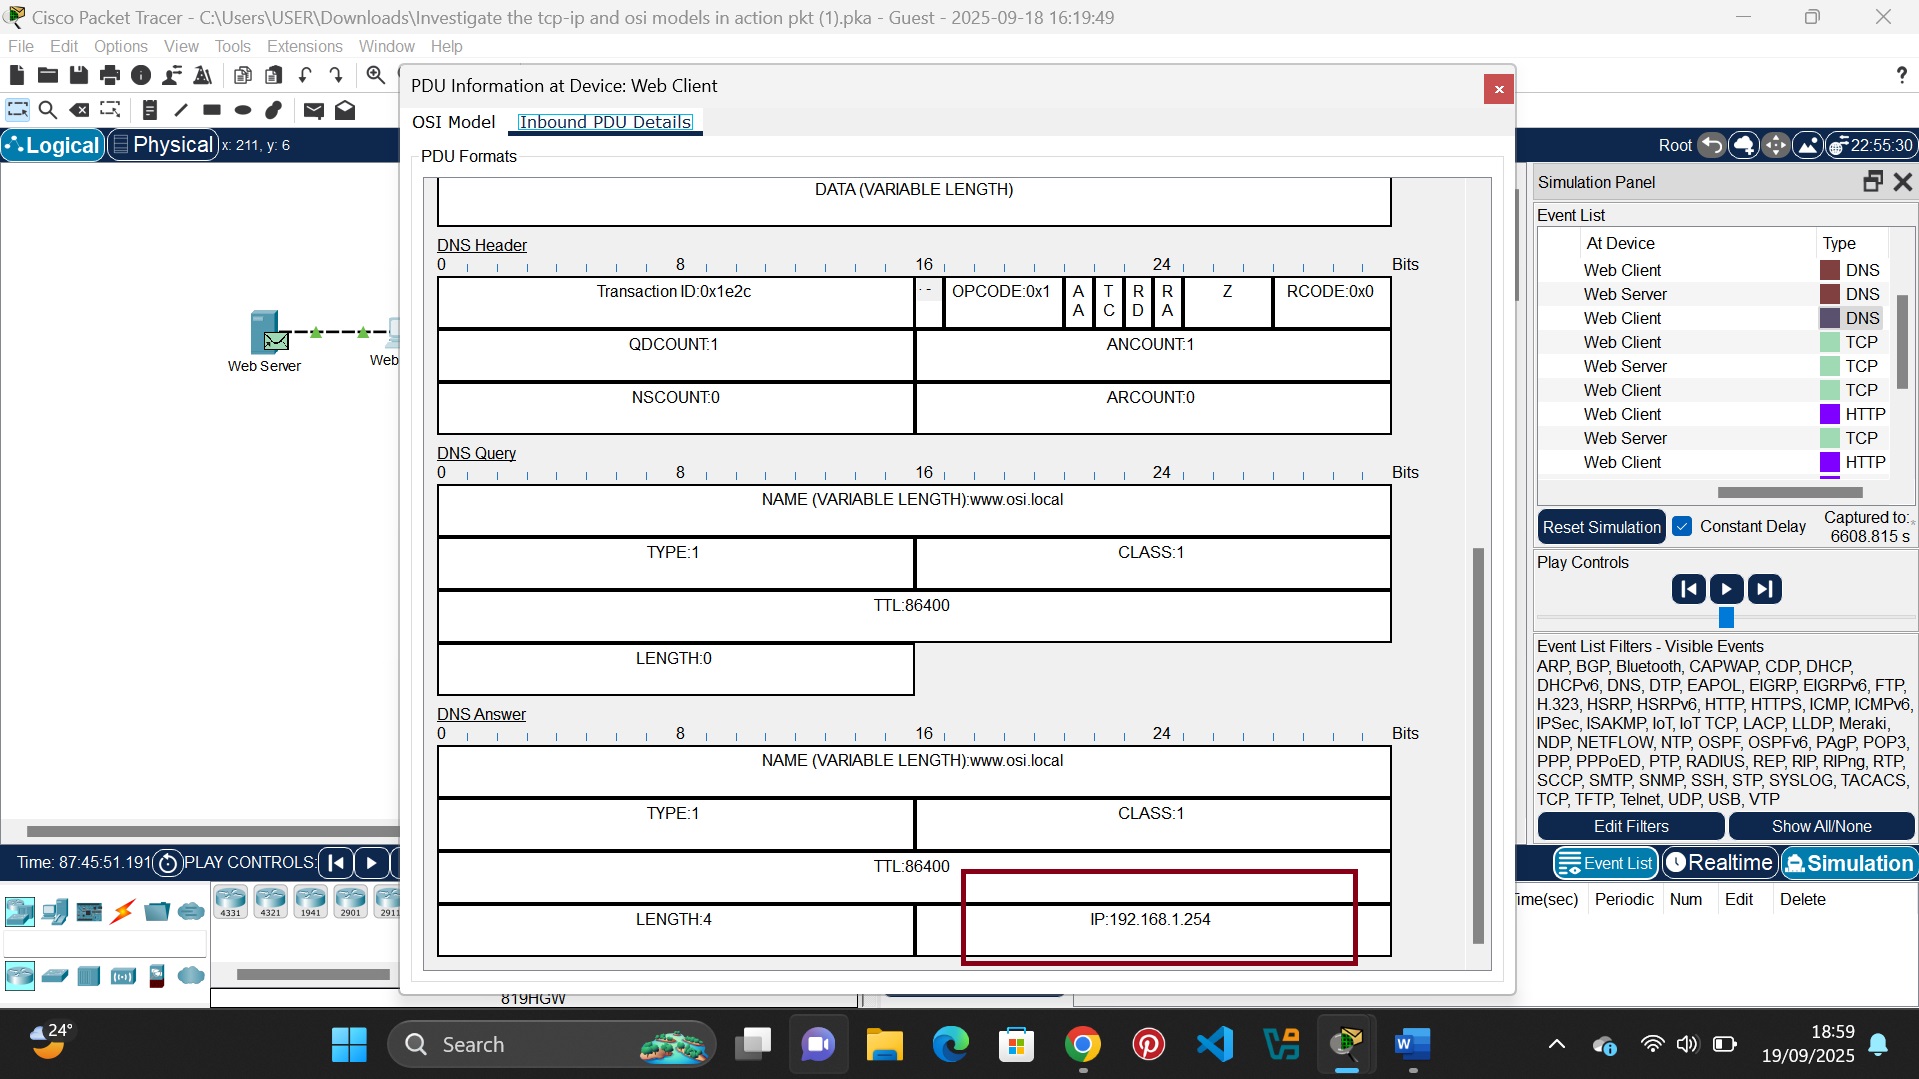 Cisco Packet Tracer - C:\Users\USER\Downloads\Investigate the tcp-ip and osi models in action pkt (1).pka - Guest - 2025-09-18 16:19:49
File Edit Options View Tools Extensions Window Help
?
Logical Physical x: 211, y: 6
Root 22:55:30
Web Server
Web
PDU Information at Device: Web Client
OSI Model Inbound PDU Details
PDU Formats
DATA (VARIABLE LENGTH)
DNS Header
0 8 16 24 Bits
Transaction ID:0x1e2c OPCODE:0x1 AA TC RD RA Z RCODE:0x0
QDCOUNT:1 ANCOUNT:1
NSCOUNT:0 ARCOUNT:0
DNS Query
0 8 16 24 Bits
NAME (VARIABLE LENGTH):www.osi.local
TYPE:1 CLASS:1
TTL:86400
LENGTH:0
DNS Answer
0 8 16 24 Bits
NAME (VARIABLE LENGTH):www.osi.local
TYPE:1 CLASS:1
TTL:86400
LENGTH:4 IP:192.168.1.254
Simulation Panel
Event List
At Device Type
Web Client DNS
Web Server DNS
Web Client DNS
Web Client TCP
Web Server TCP
Web Client TCP
Web Client HTTP
Web Server TCP
Web Client HTTP
Reset Simulation Constant Delay Captured to:
6608.815 s
Play Controls
Event List Filters - Visible Events
ARP, BGP, Bluetooth, CAPWAP, CDP, DHCP,
DHCPv6, DNS, DTP, EAPOL, EIGRP, EIGRPv6, FTP,
H.323, HSRP, HSRPv6, HTTP, HTTPS, ICMP, ICMPv6,
IPSec, ISAKMP, IoT, IoT TCP, LACP, LLDP, Meraki,
NDP, NETFLOW, NTP, OSPF, OSPFv6, PAgP, POP3,
PPP, PPPoED, PTP, RADIUS, REP, RIP, RIPng, RTP,
SCCP, SMTP, SNMP, SSH, STP, SYSLOG, TACACS,
TCP, TFTP, Telnet, UDP, USB, VTP
Edit Filters Show All/None
Time: 87:45:51.191 PLAY CONTROLS:
Event List Realtime Simulation
4331 4321 1941 2901 2911
ime(sec) Periodic Num Edit Delete
819HGW
24°
Search
18:59
19/09/2025